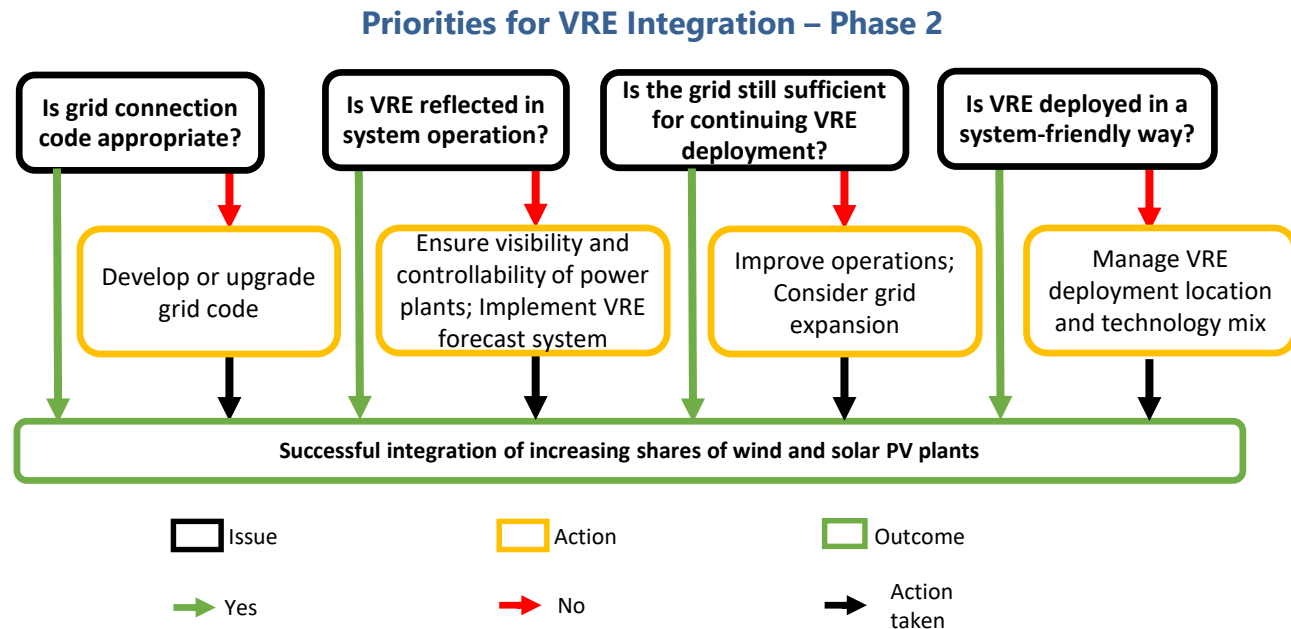 Priorities for VRE Integration – Phase 2
Is grid connection
code appropriate?
Is VRE reflected in
system operation?
Is the grid still sufficient
for continuing VRE
deployment?
Is VRE deployed in a
system-friendly way?
Develop or upgrade
grid code
Ensure visibility and
controllability of power
plants; Implement VRE
forecast system
Improve operations;
Consider grid
expansion
Manage VRE
deployment location
and technology mix
Successful integration of increasing shares of wind and solar PV plants
Issue
Action
Outcome
Yes
No
Action
taken